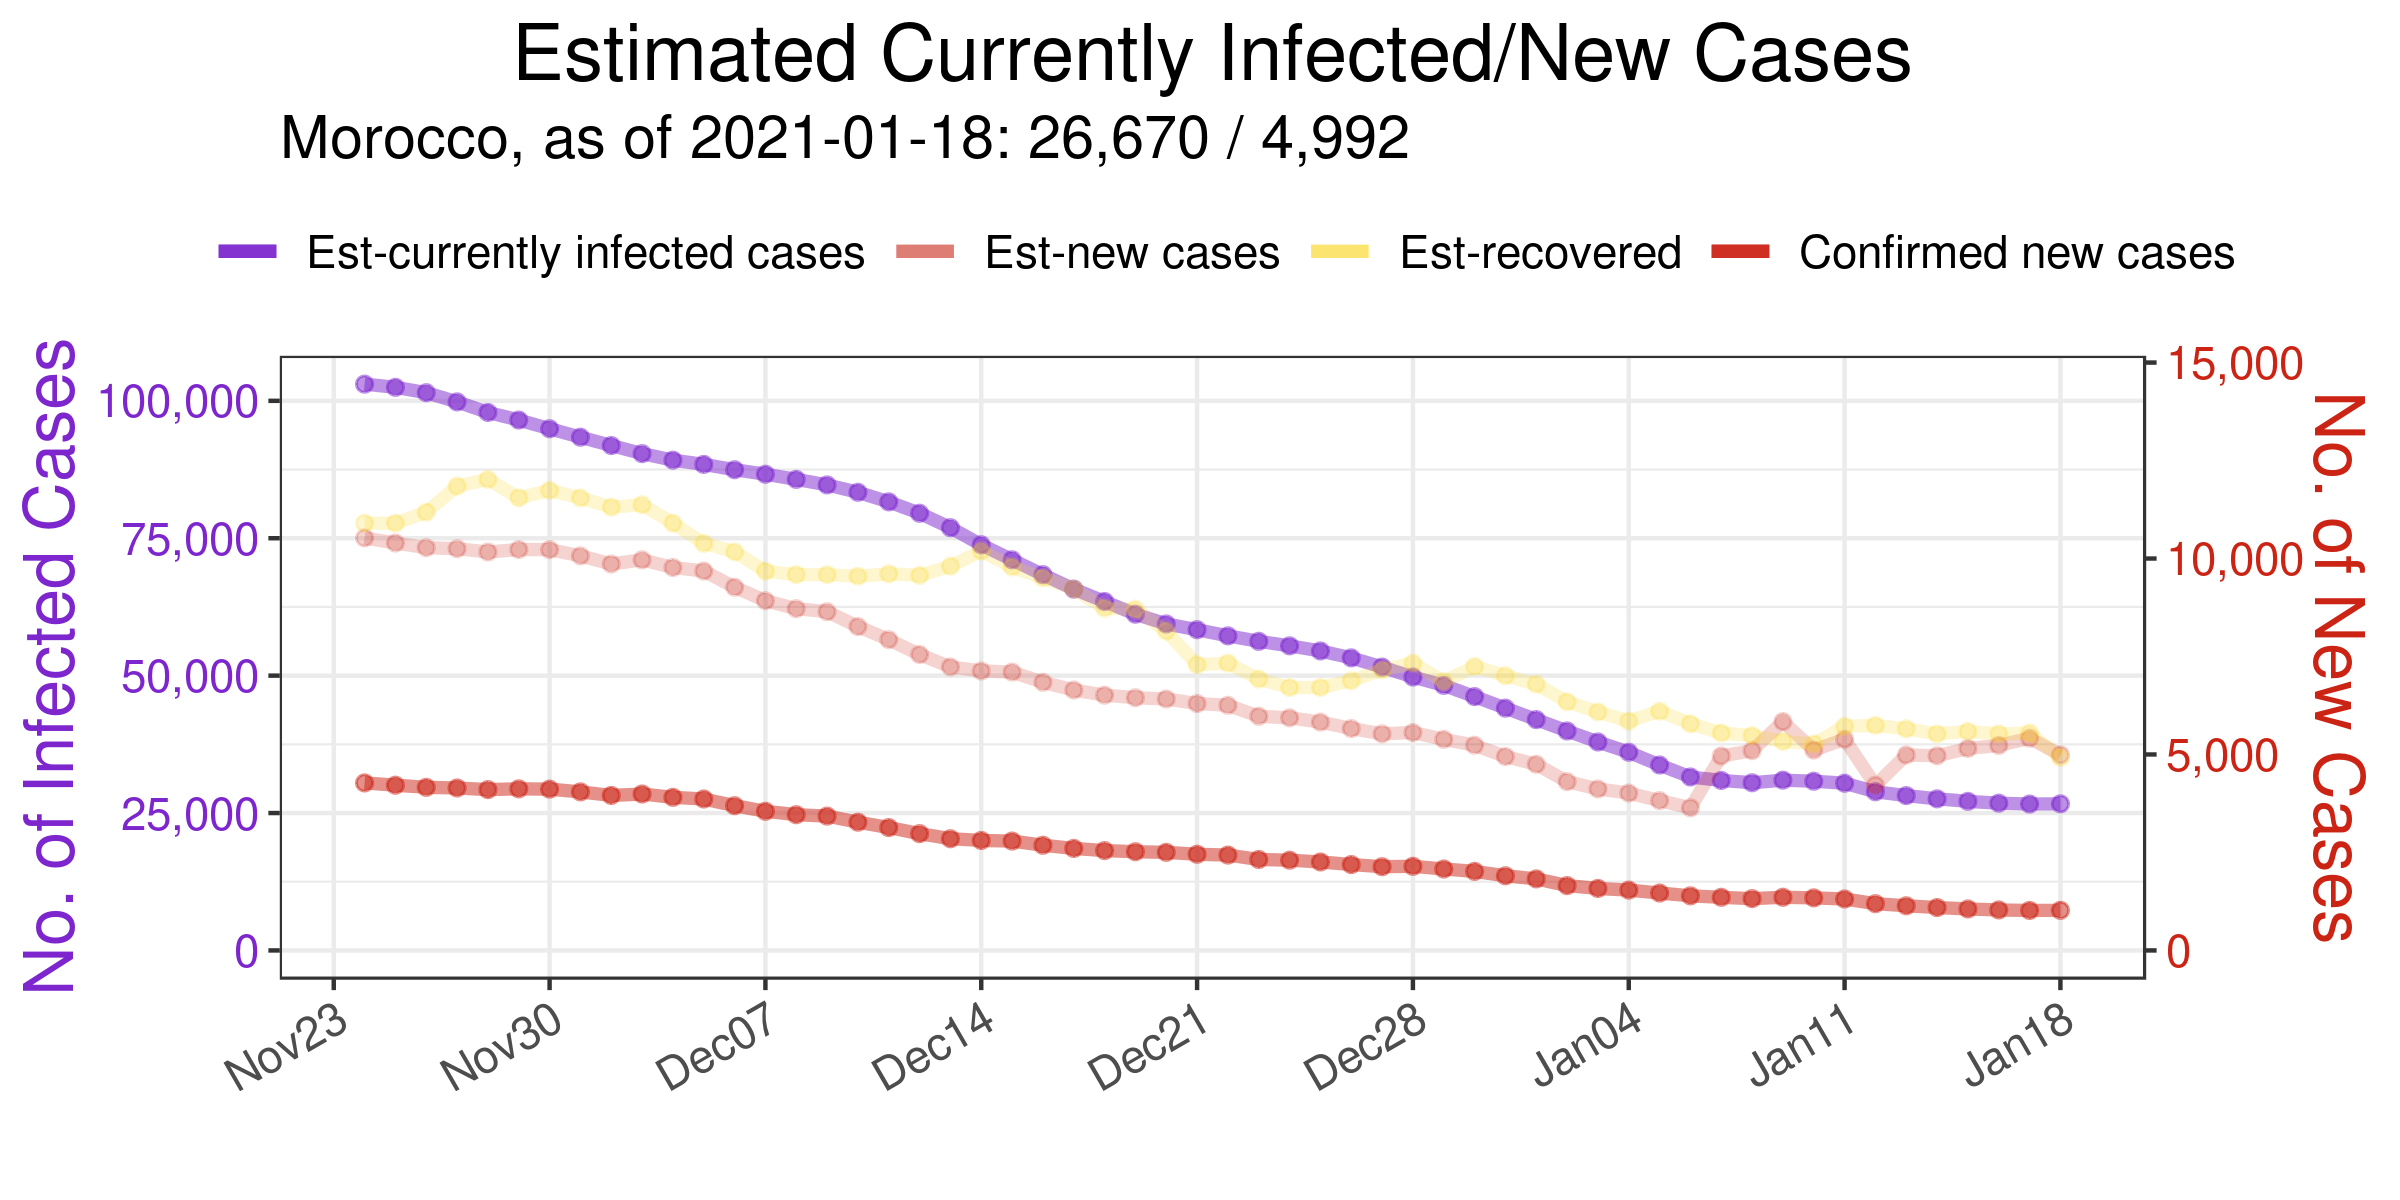 Estimated Currently Infected/New Cases
Morocco, as of 2021-01-18: 26,670 / 4,992
Est-currently infected cases Est-new cases Est-recovered Confirmed new cases
No. of Infected Cases
100,000
75,000
50,000
25,000
0
15,000
10,000
5,000
0
No. of New Cases
Nov23 Nov30 Dec07 Dec14 Dec21 Dec28 Jan04 Jan11 Jan18